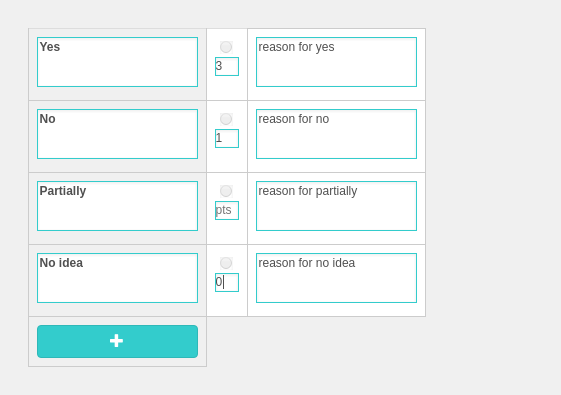 Yes
3
reason for yes
No
1
reason for no
Partially
pts
reason for partially
No idea
0
reason for no idea